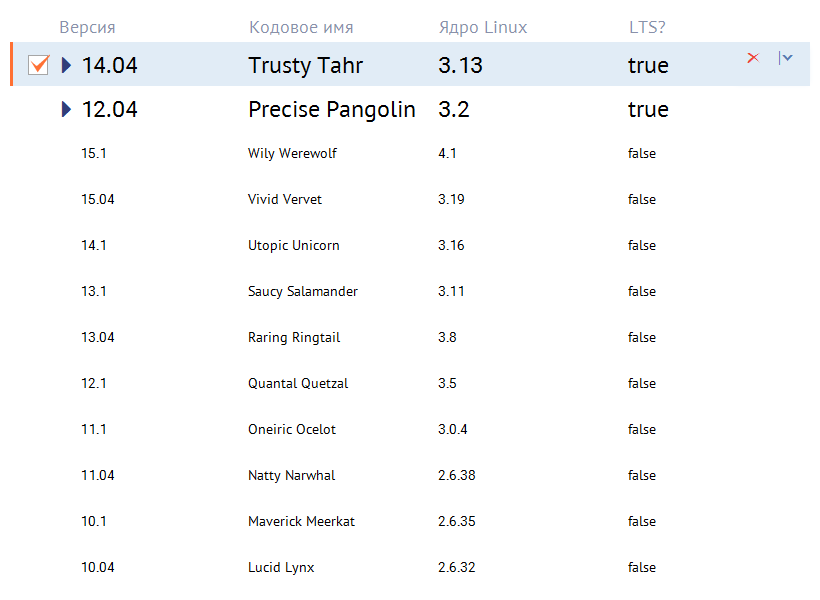 Версия Кодовое имя Ядро Linux LTS?
14.04 Trusty Tahr 3.13 true
12.04 Precise Pangolin 3.2 true
15.1 Wily Werewolf 4.1 false
15.04 Vivid Vervet 3.19 false
14.1 Utopic Unicorn 3.16 false
13.1 Saucy Salamander 3.11 false
13.04 Raring Ringtail 3.8 false
12.1 Quantal Quetzal 3.5 false
11.1 Oneiric Ocelot 3.0.4 false
11.04 Natty Narwhal 2.6.38 false
10.1 Maverick Meerkat 2.6.35 false
10.04 Lucid Lynx 2.6.32 false